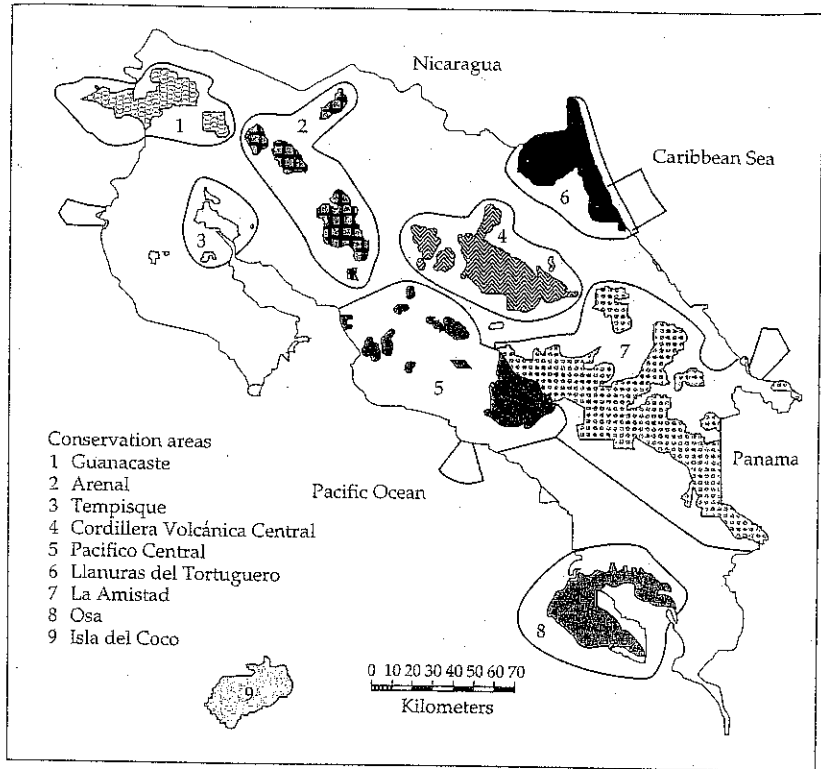 Nicaragua
Caribbean Sea
1
2
3
4
5
6
7
8
9
Panama
Pacific Ocean
Conservation areas
1 Guanacaste
2 Arenal
3 Tempisque
4 Cordillera Volcánica Central
5 Pacifico Central
6 Llanuras del Tortuguero
7 La Amistad
8 Osa
9 Isla del Coco
0 10 20 30 40 50 60 70
Kilometers